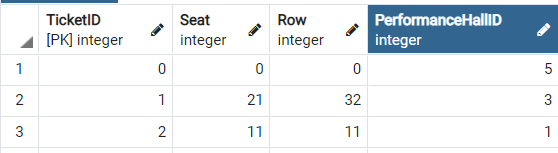 TicketID Seat Row PerformanceHallID
[PK] integer integer integer integer
1 0 0 0 5
2 1 21 32 3
3 2 11 11 1